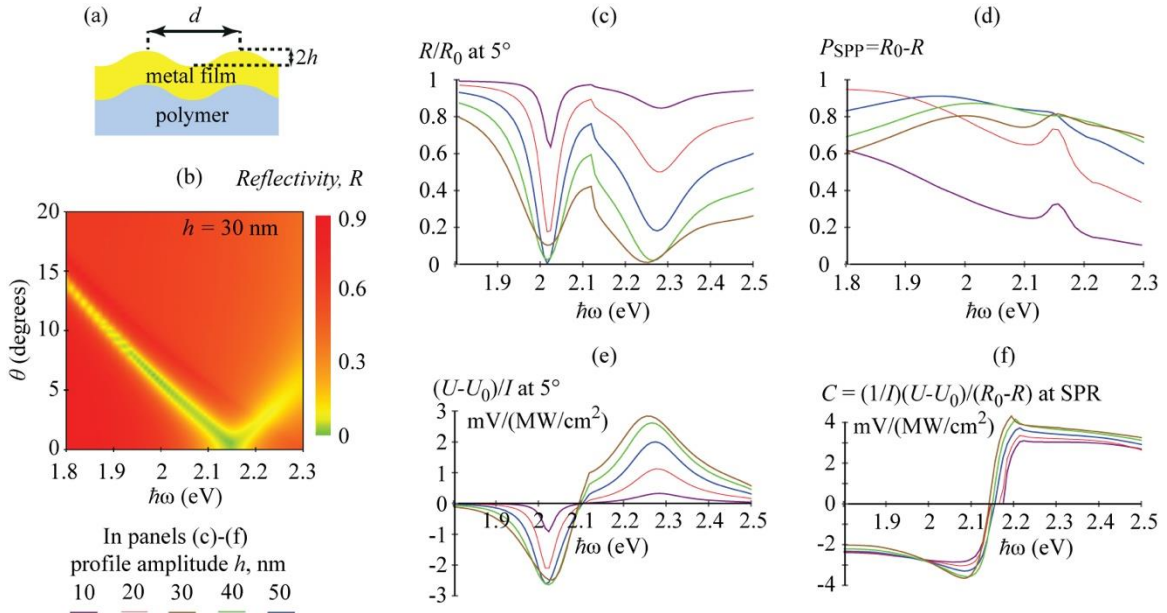 (a)
d
2h
metal film
polymer
(b)
Reflectivity, R
h = 30 nm
20
15
10
5
0
θ (degrees)
1.8 1.9 2 2.1 2.2 2.3
ħω (eV)
0.9
0.6
0.3
0
In panels (c)-(f)
profile amplitude h, nm
10 20 30 40 50
(c)
R/R₀ at 5°
1
0.8
0.6
0.4
0.2
0
1.9 2 2.1 2.2 2.3 2.4 2.5
ħω (eV)
(d)
P_SPP=R₀-R
1
0.8
0.6
0.4
0.2
0
1.8 1.9 2 2.1 2.2 2.3
ħω (eV)
(e)
(U-U₀)/I at 5°
mV/(MW/cm²)
3
2
1
0
-1
-2
-3
1.9 2 2.1 2.2 2.3 2.4 2.5
ħω (eV)
(f)
C = (1/I)(U-U₀)/(R₀-R) at SPR
mV/(MW/cm²)
4
2
0
-2
-4
1.9 2 2.1 2.2 2.3 2.4 2.5
ħω (eV)